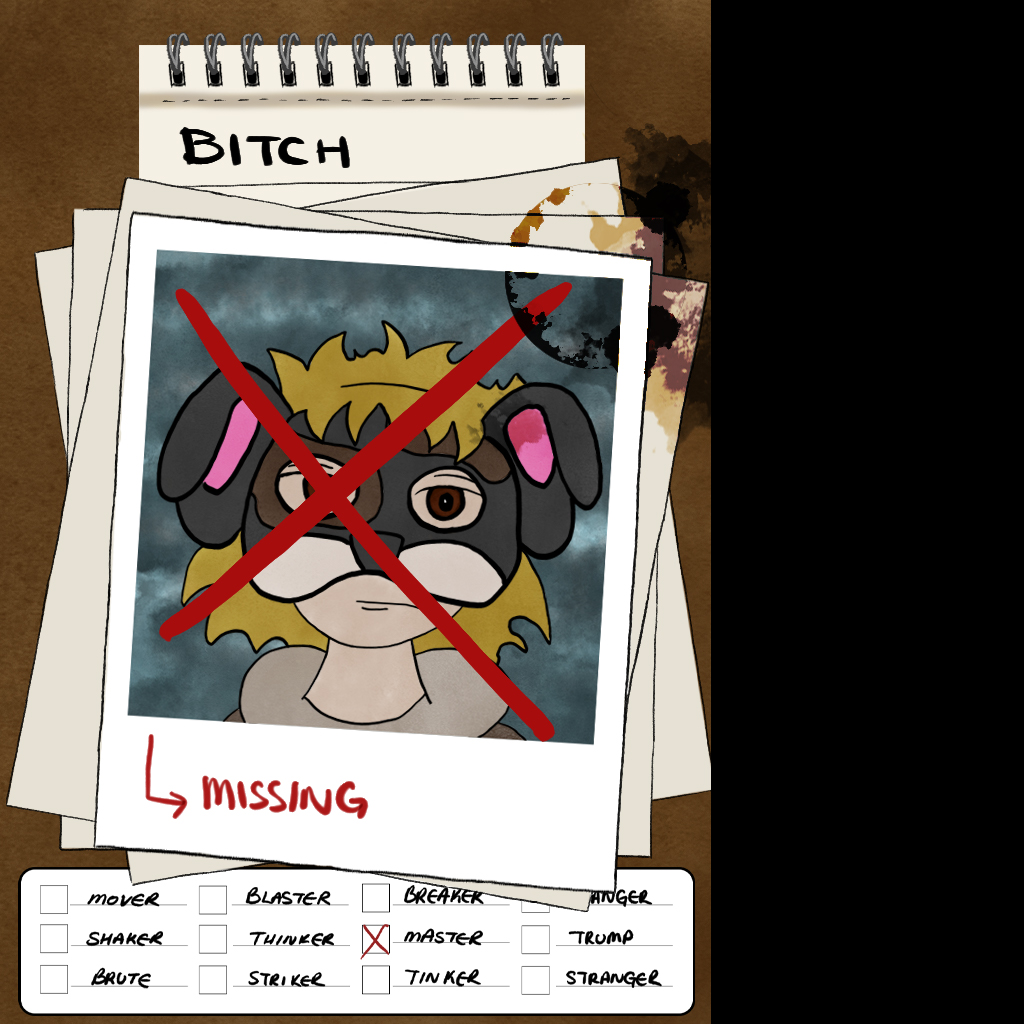 BITCH
MISSING
MOVER BLASTER BREAKER
SHAKER THINKER MASTER TRUMP
BRUTE STRIKER TINKER STRANGER